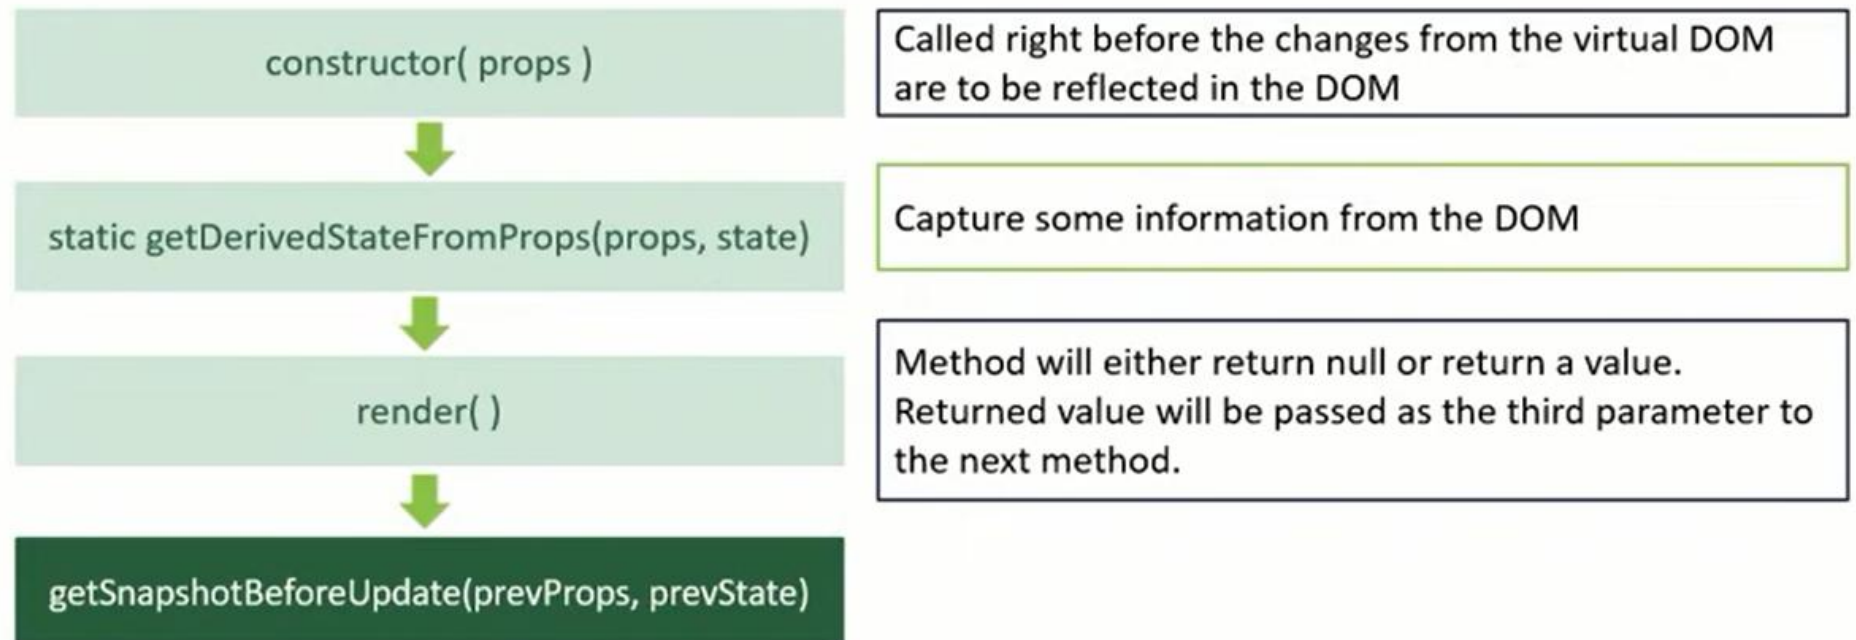 constructor( props )
static getDerivedStateFromProps(props, state)
render( )
getSnapshotBeforeUpdate(prevProps, prevState)
Called right before the changes from the virtual DOM
are to be reflected in the DOM
Capture some information from the DOM
Method will either return null or return a value.
Returned value will be passed as the third parameter to
the next method.